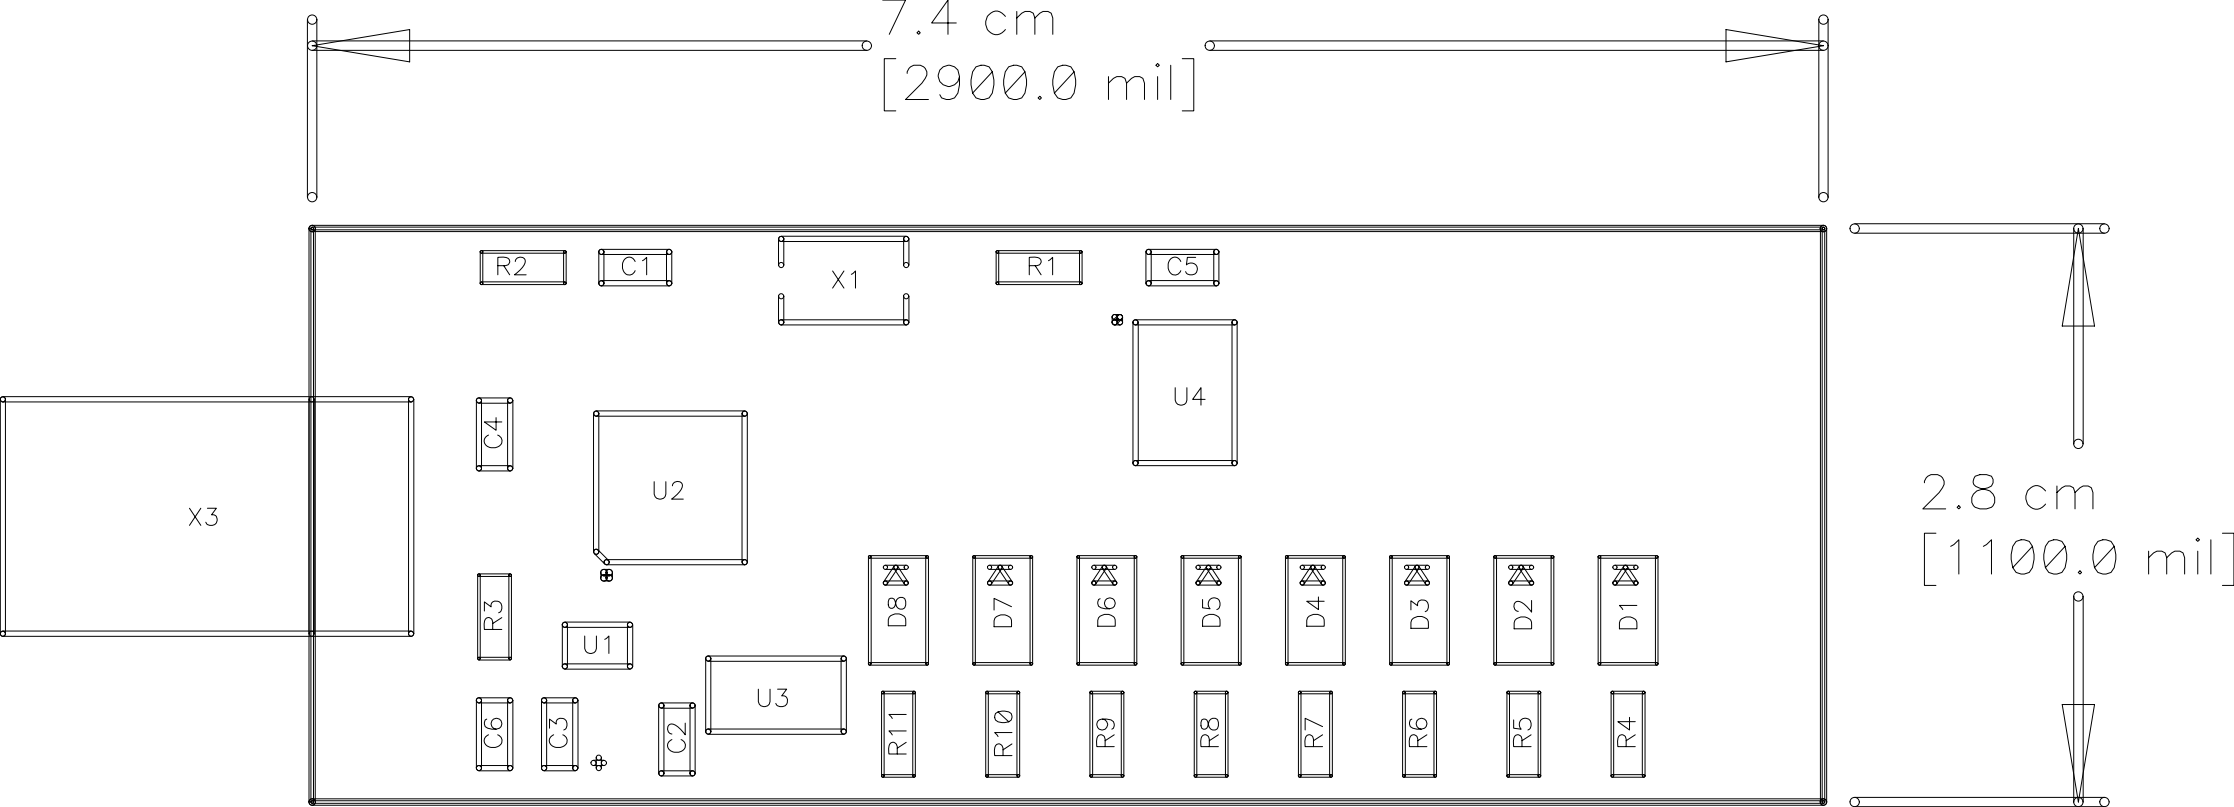 7.4 cm
[2900.0 mil]
R2 C1 X1 R1 C5
U4
C4
U2
X3
2.8 cm
[1100.0 mil]
D8 D7 D6 D5 D4 D3 D2 D1
R3
U1
U3
C6 C3 C2
R11 R10 R9 R8 R7 R6 R5 R4